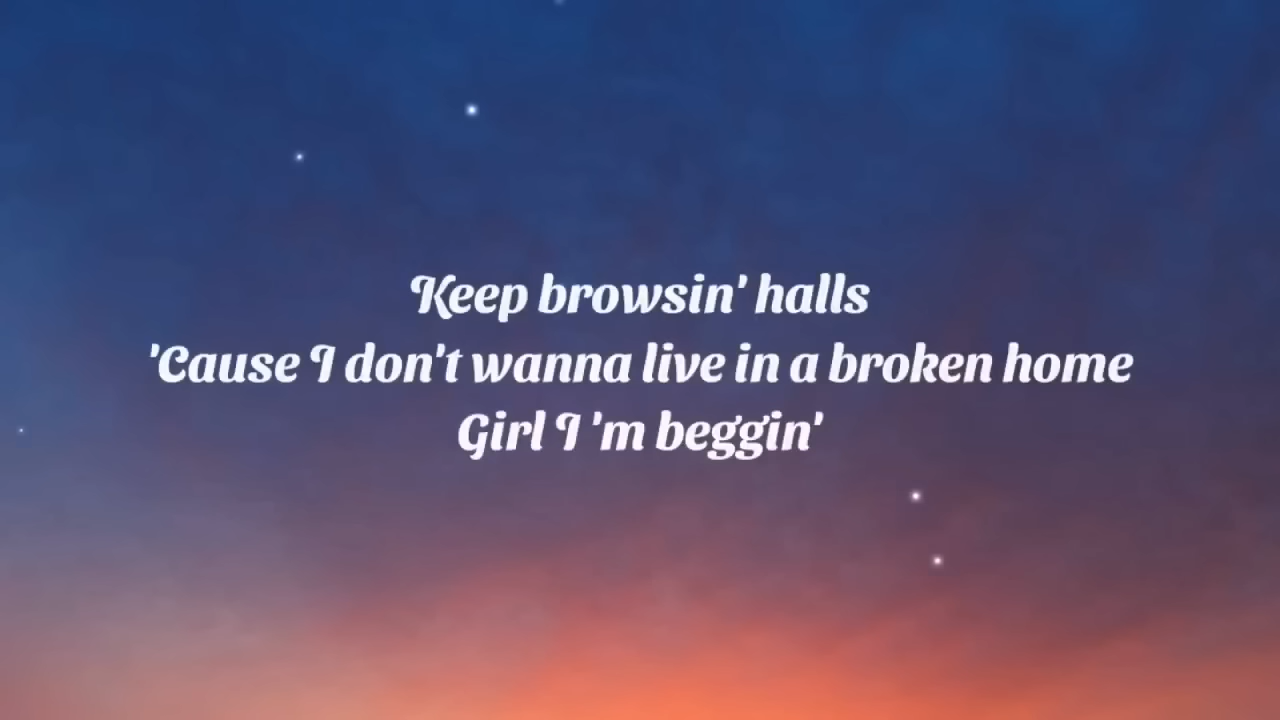 Keep browsin' halls
'Cause I don't wanna live in a broken home
Girl I 'm beggin'